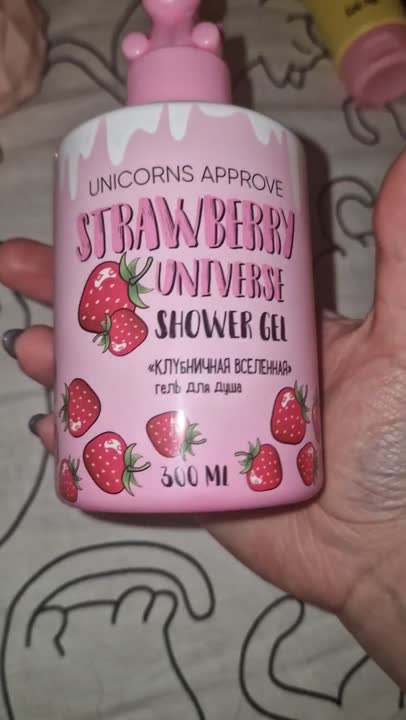 UNICORNS APPROVE
STRAWBERRY
UNIVERSE
SHOWER GEL
«КЛУБНИЧНАЯ ВСЕЛЕННАЯ»
гель для душа
300 ML